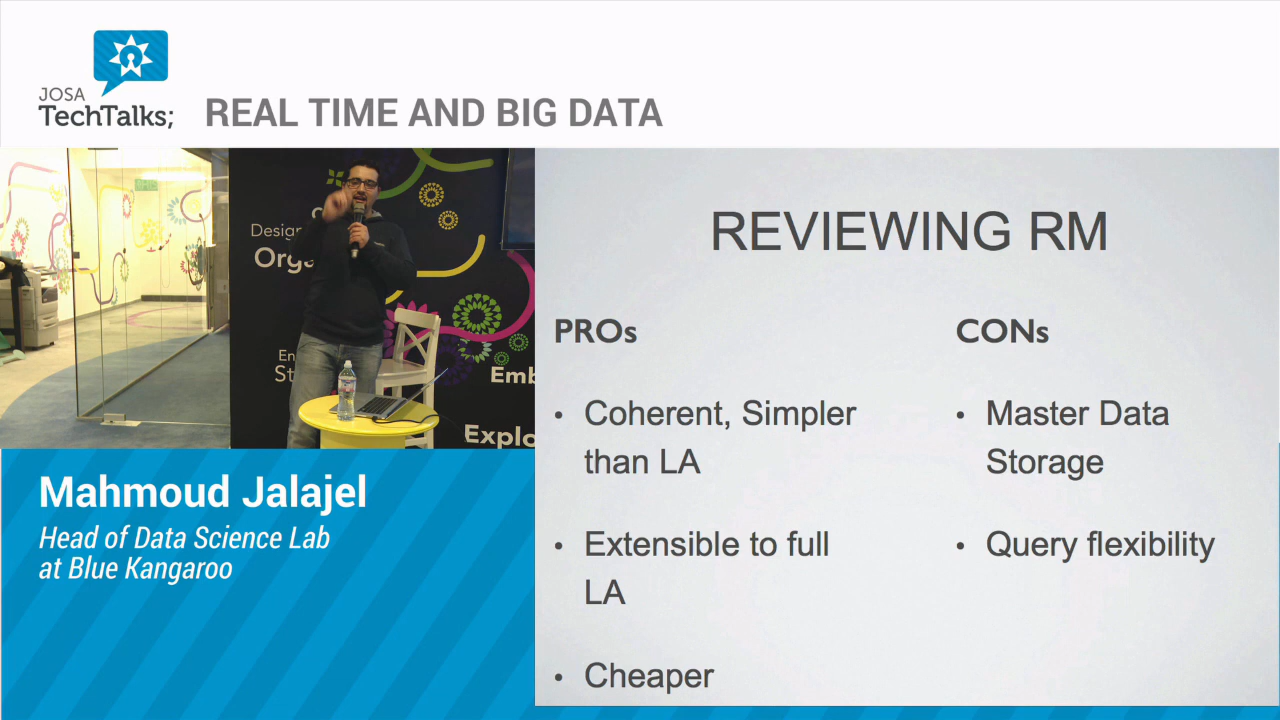 JOSA
TechTalks;
REAL TIME AND BIG DATA
Design
Orga
En
St
Emb
Explo
Mahmoud Jalajel
Head of Data Science Lab
at Blue Kangaroo
REVIEWING RM
PROs
• Coherent, Simpler
than LA
• Extensible to full
LA
• Cheaper
CONs
• Master Data
Storage
• Query flexibility